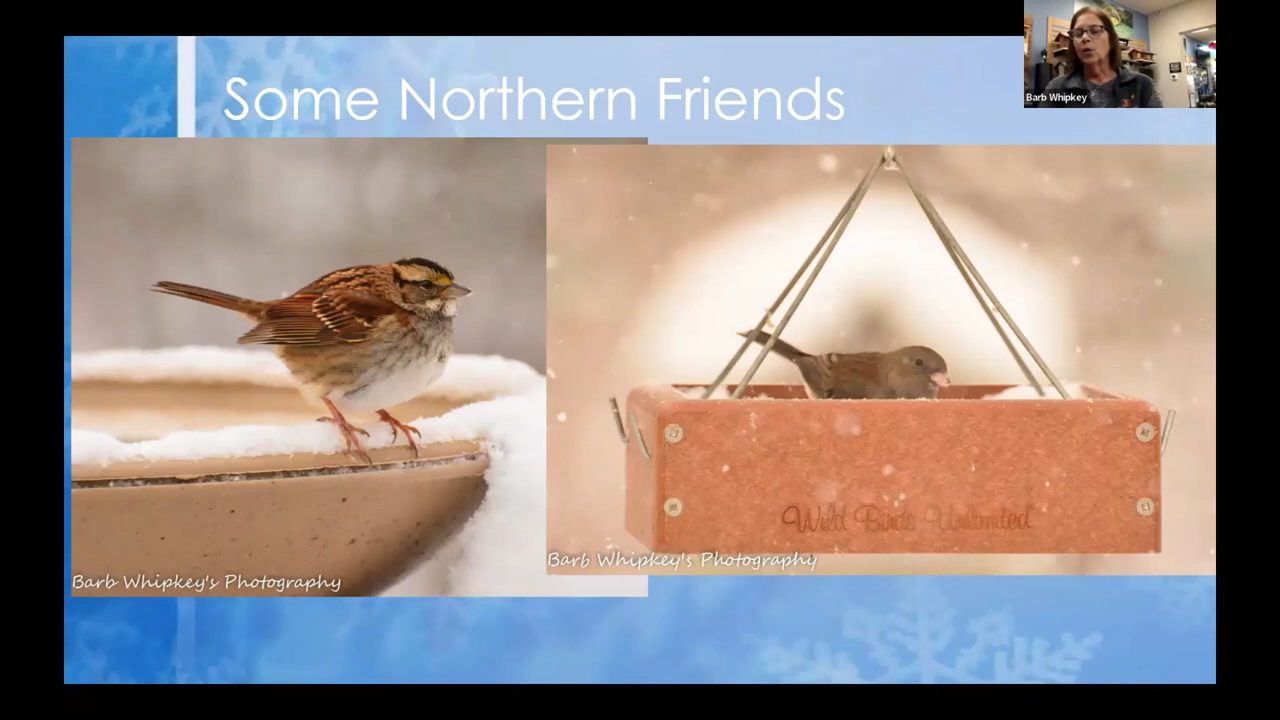 Some Northern Friends
Barb Whipkey
Wild Birds Unlimited
Barb Whipkey's Photography
Barb Whipkey's Photography